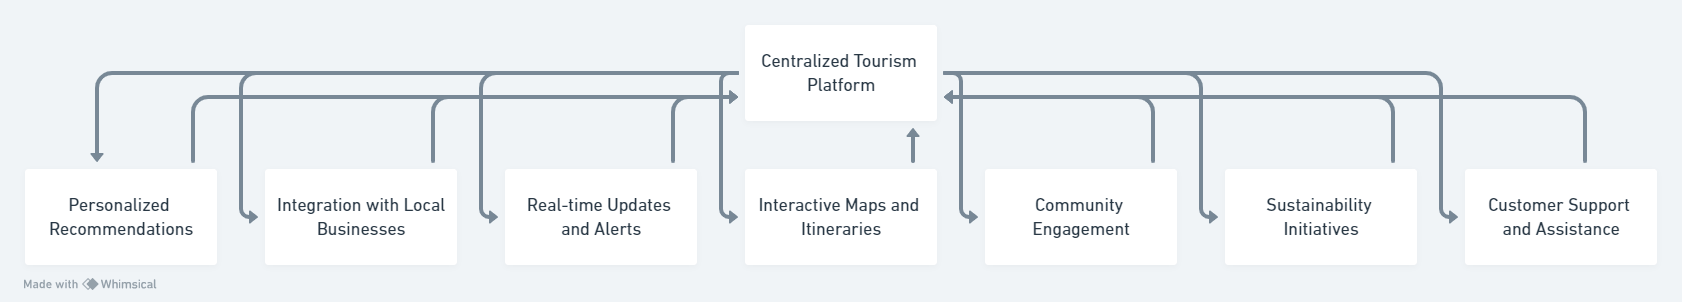 Centralized Tourism
Platform
Personalized
Recommendations
Integration with Local
Businesses
Real-time Updates
and Alerts
Interactive Maps and
Itineraries
Community
Engagement
Sustainability
Initiatives
Customer Support
and Assistance
Made with Whimsical